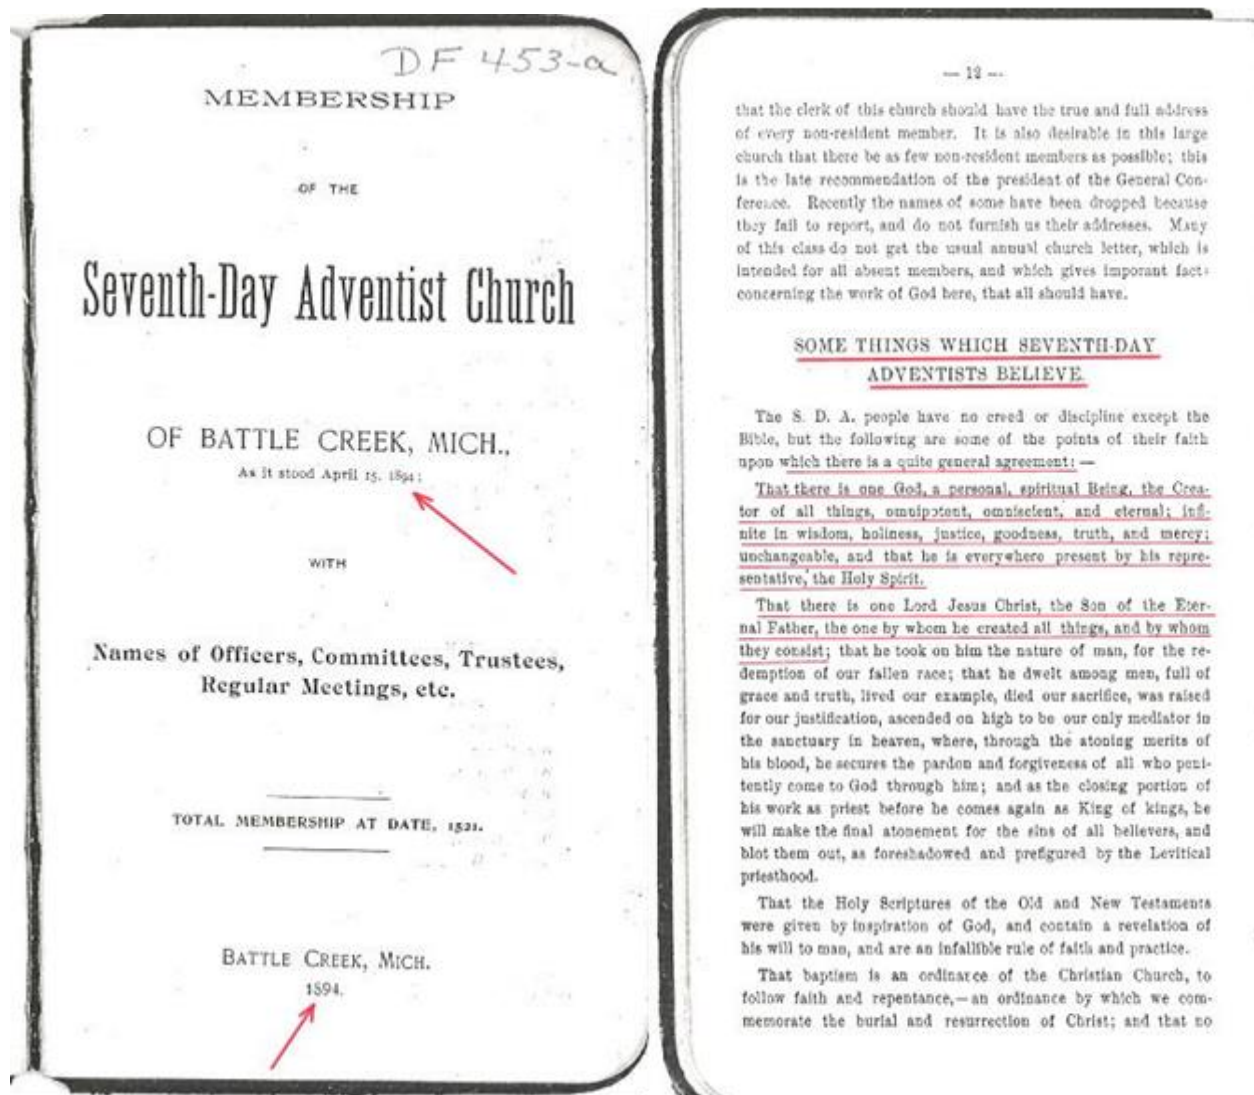 DF 453-a
MEMBERSHIP
OF THE
Seventh-Day Adventist Church
OF BATTLE CREEK, MICH.,
As it stood April 15, 1894;
WITH
Names of Officers, Committees, Trustees,
Regular Meetings, etc.
TOTAL MEMBERSHIP AT DATE, 1521.
BATTLE CREEK, MICH.
1894.
— 12 —
that the clerk of this church should have the true and full address
of every non-resident member. It is also desirable in this large
church that there be as few non-resident members as possible; this
is the late recommendation of the president of the General Con-
ference. Recently the names of some have been dropped because
they fail to report, and do not furnish us their addresses. Many
of this class do not get the usual annual church letter, which is
intended for all absent members, and which gives imporant facts
concerning the work of God here, that all should have.
SOME THINGS WHICH SEVENTH-DAY
ADVENTISTS BELIEVE.
The S. D. A. people have no creed or discipline except the
Bible, but the following are some of the points of their faith
upon which there is a quite general agreement: —
That there is one God, a personal, spiritual Being, the Crea-
tor of all things, omnipotent, omniscient, and eternal; infi-
nite in wisdom, holiness, justice, goodness, truth, and mercy;
unchangeable, and that he is everywhere present by his repre-
sentative, the Holy Spirit.
That there is one Lord Jesus Christ, the Son of the Eter-
nal Father, the one by whom he created all things, and by whom
they consist; that he took on him the nature of man, for the re-
demption of our fallen race; that he dwelt among men, full of
grace and truth, lived our example, died our sacrifice, was raised
for our justification, ascended on high to be our only mediator in
the sanctuary in heaven, where, through the atoning merits of
his blood, he secures the pardon and forgiveness of all who peni-
tently come to God through him; and as the closing portion of
his work as priest before he comes again as King of kings, he
will make the final atonement for the sins of all believers, and
blot them out, as foreshadowed and prefigured by the Levitical
priesthood.
That the Holy Scriptures of the Old and New Testaments
were given by inspiration of God, and contain a revelation of
his will to man, and are an infallible rule of faith and practice.
That baptism is an ordinance of the Christian Church, to
follow faith and repentance,—an ordinance by which we com-
memorate the burial and resurrection of Christ; and that no